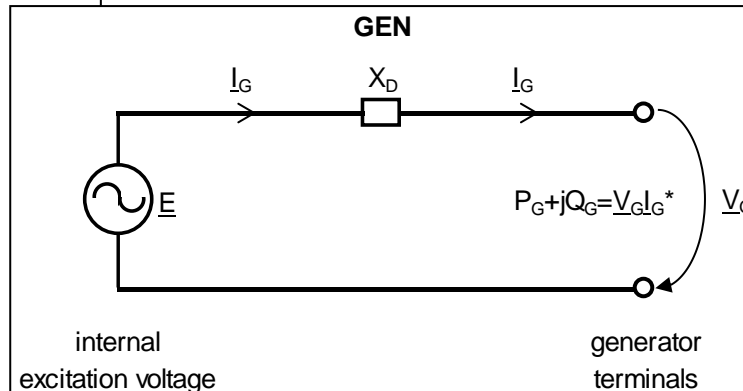 GEN
I_G X_D I_G
E P_G+jQ_G=V_GI_G* V_G
internal generator
excitation voltage terminals